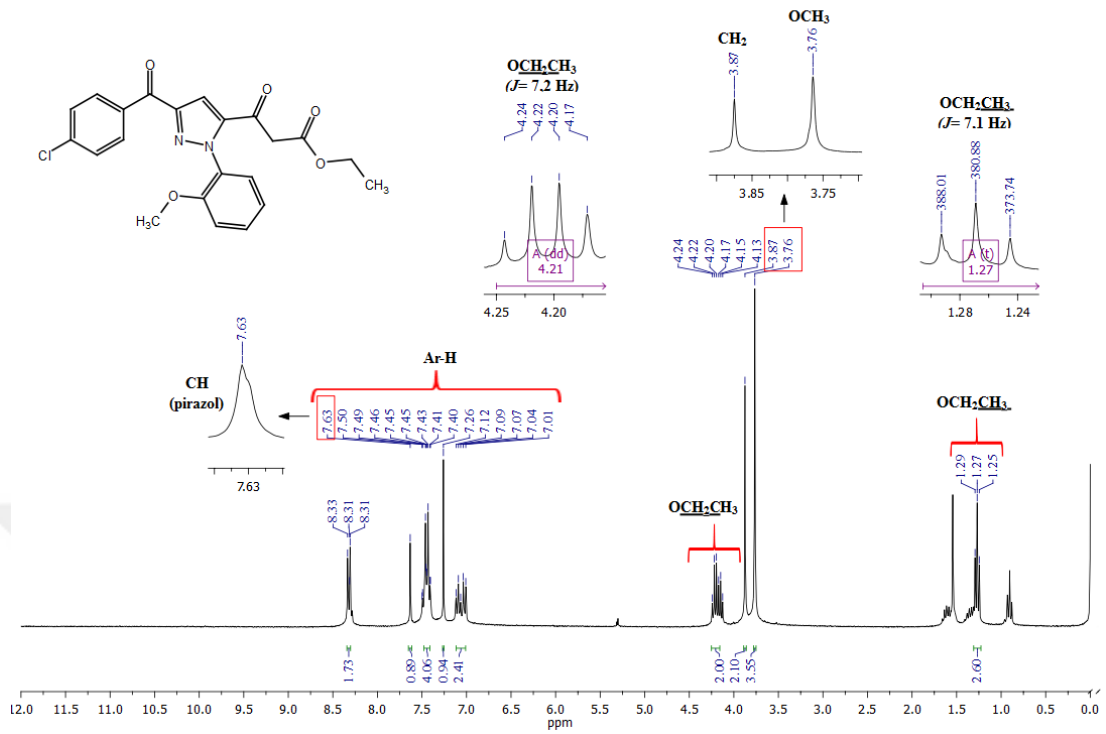 O
O
O
N
N
Cl
O
O
H₃C
CH₃
OCH₂CH₃
(J= 7.2 Hz)
4.24
4.22
4.20
4.17
A (dd)
4.21
4.25 4.20
CH₂
OCH₃
3.87
3.76
3.85 3.75
OCH₂CH₃
(J= 7.1 Hz)
388.01
380.88
373.74
A (t)
1.27
1.28 1.24
4.24
4.22
4.20
4.17
4.15
4.13
3.87
3.76
CH
(pirazol)
7.63
7.63
Ar-H
7.63
7.50
7.49
7.46
7.45
7.45
7.43
7.41
7.40
7.26
7.12
7.09
7.07
7.04
7.01
8.33
8.31
8.31
OCH₂CH3
OCH₂CH₃
1.29
1.27
1.25
1.73
0.89
4.06
0.94
2.41
2.00
2.10
3.55
2.60
12.0 11.5 11.0 10.5 10.0 9.5 9.0 8.5 8.0 7.5 7.0 6.5 6.0 5.5 5.0 4.5 4.0 3.5 3.0 2.5 2.0 1.5 1.0 0.5 0.0
ppm